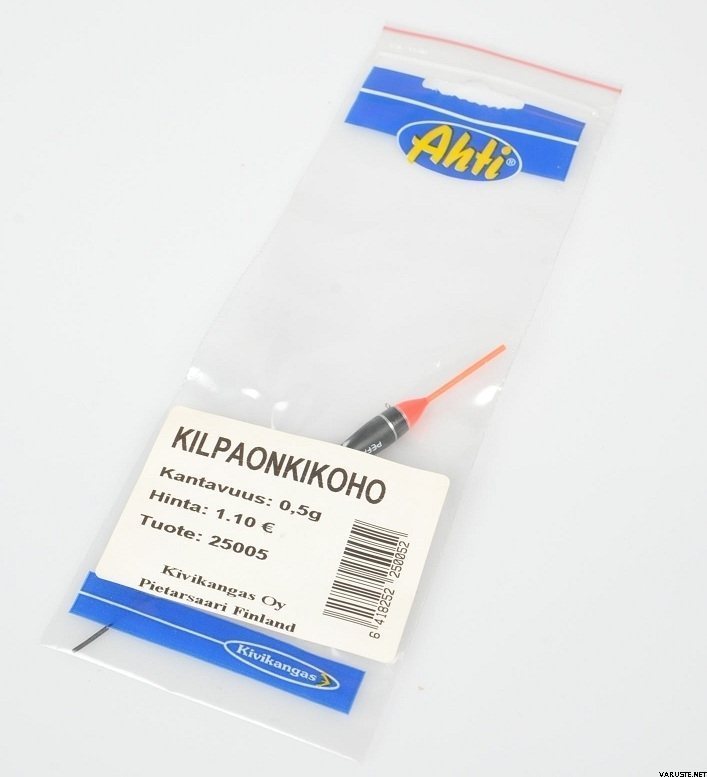 Ahti®
KILPAONKIKOHO
Kantavuus: 0,5g
Hinta: 1.10 €
Tuote: 25005
Kivikangas Oy
Pietarsaari Finland
6 418252 250052
Kivikangas
VARUSTE.NET